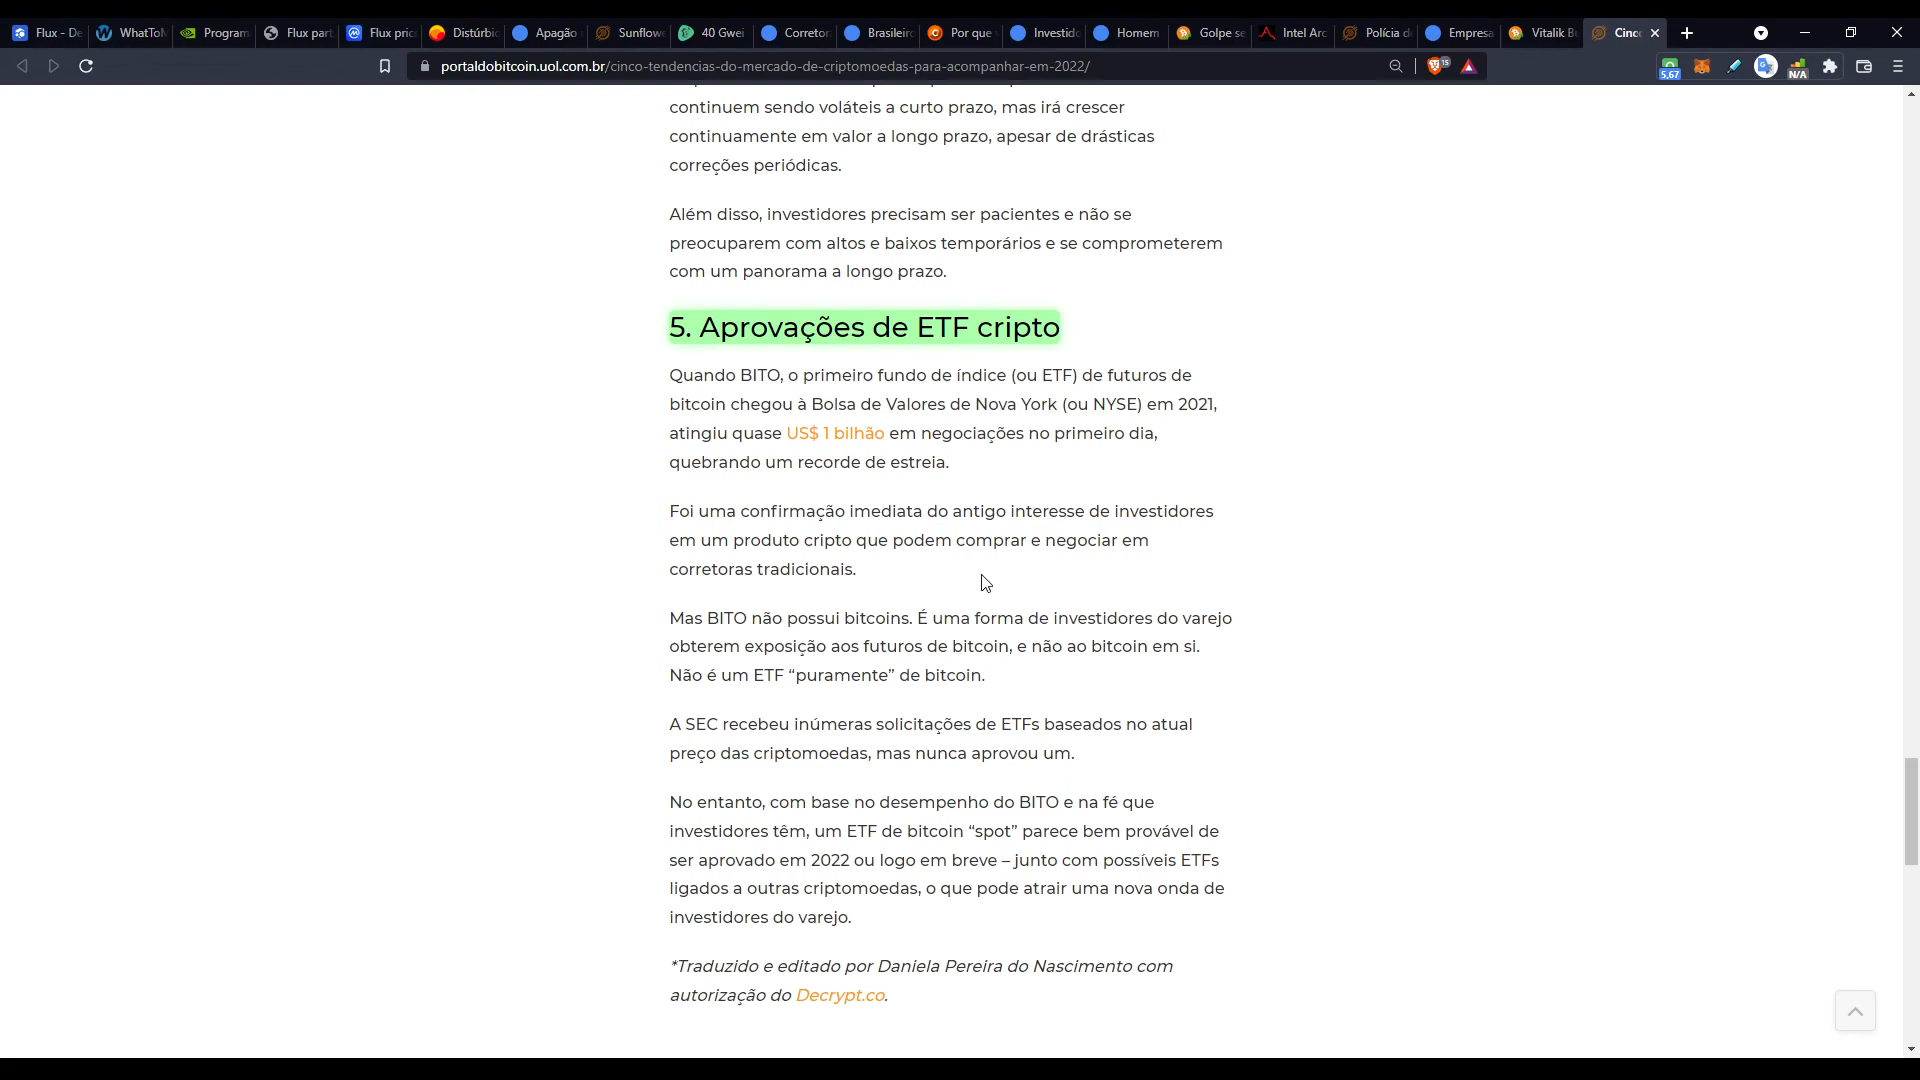 Flux - De
WhatToM
Program
Flux part
Flux pric
Distúrbic
Apagão
Sunflowe
40 Gwei
Corretor
Brasileiro
Por que
Investido
Homem
Golpe se
Intel Arc
Polícia d
Empresa
Vitalik Bu
Cinco
portaldobitcoin.uol.com.br/cinco-tendencias-do-mercado-de-criptomoedas-para-acompanhar-em-2022/
15
5,67
N/A
continuem sendo voláteis a curto prazo, mas irá crescer
continuamente em valor a longo prazo, apesar de drásticas
correções periódicas.
Além disso, investidores precisam ser pacientes e não se
preocuparem com altos e baixos temporários e se comprometerem
com um panorama a longo prazo.
5. Aprovações de ETF cripto
Quando BITO, o primeiro fundo de índice (ou ETF) de futuros de
bitcoin chegou à Bolsa de Valores de Nova York (ou NYSE) em 2021,
atingiu quase US$ 1 bilhão em negociações no primeiro dia,
quebrando um recorde de estreia.
Foi uma confirmação imediata do antigo interesse de investidores
em um produto cripto que podem comprar e negociar em
corretoras tradicionais.
Mas BITO não possui bitcoins. É uma forma de investidores do varejo
obterem exposição aos futuros de bitcoin, e não ao bitcoin em si.
Não é um ETF “puramente” de bitcoin.
A SEC recebeu inúmeras solicitações de ETFs baseados no atual
preço das criptomoedas, mas nunca aprovou um.
No entanto, com base no desempenho do BITO e na fé que
investidores têm, um ETF de bitcoin “spot” parece bem provável de
ser aprovado em 2022 ou logo em breve – junto com possíveis ETFs
ligados a outras criptomoedas, o que pode atrair uma nova onda de
investidores do varejo.
*Traduzido e editado por Daniela Pereira do Nascimento com
autorização do Decrypt.co.